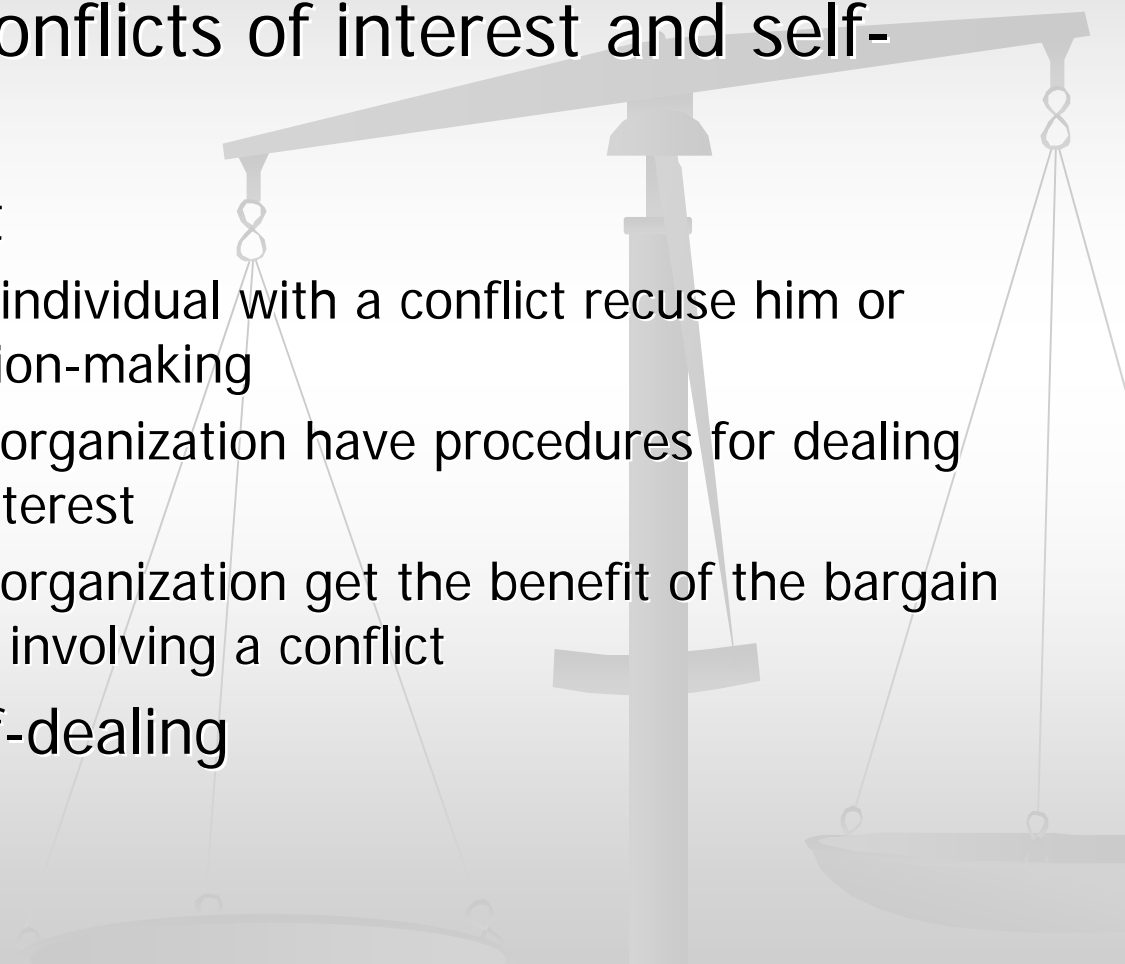 onflicts of interest and self-
individual with a conflict recuse him or
ion-making
organization have procedures for dealing
terest
organization get the benefit of the bargain
involving a conflict
-dealing